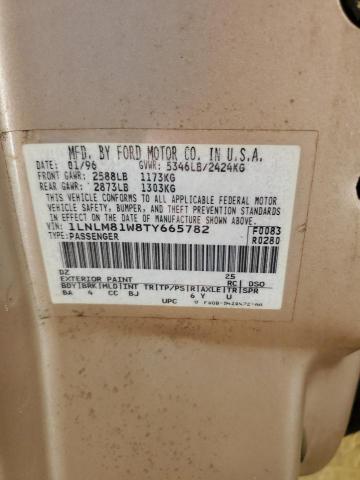 MFD. BY FORD MOTOR CO. IN U.S.A.
01/96 GVWR: 5346LB/2424KG
FRONT GAWR: 2588LB 1173KG
REAR GAWR: 2873LB 1303KG
THIS VEHICLE CONFORMS TO ALL APPLICABLE FEDERAL MOTOR
VEHICLE SAFETY, BUMPER, AND THEFT PREVENTION STANDARDS
IN EFFECT ON THE DATE OF MANUFACTURE SHOWN ABOVE.
VIN: 1LNLM81W8TY665782 F0083
TYPE: PASSENGER R0280
DZ 25
EXTERIOR PAINT RC DSO
BDY BRK MLD INT TR TP/PS R AXLE TR SPR
BA 4 CC BJ 6 Y U
UPC